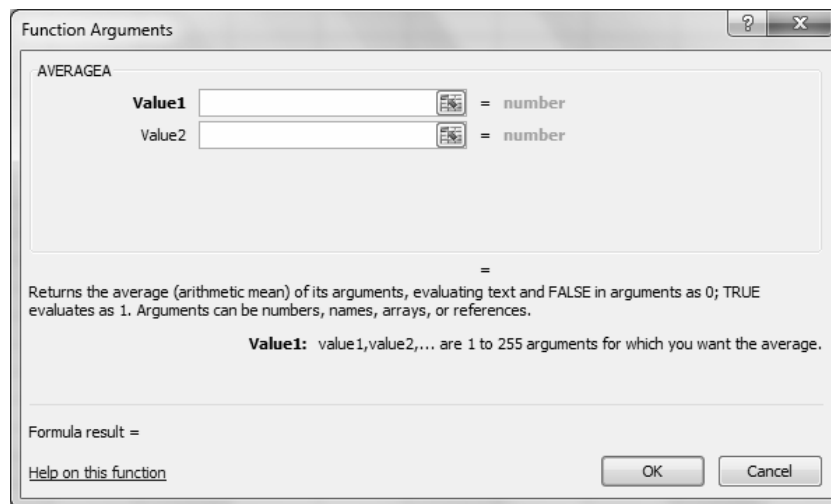 Function Arguments
AVERAGEA
Value1 = number
Value2 = number
=
Returns the average (arithmetic mean) of its arguments, evaluating text and FALSE in arguments as 0; TRUE
evaluates as 1. Arguments can be numbers, names, arrays, or references.
Value1: value1,value2,... are 1 to 255 arguments for which you want the average.
Formula result =
Help on this function
OK Cancel